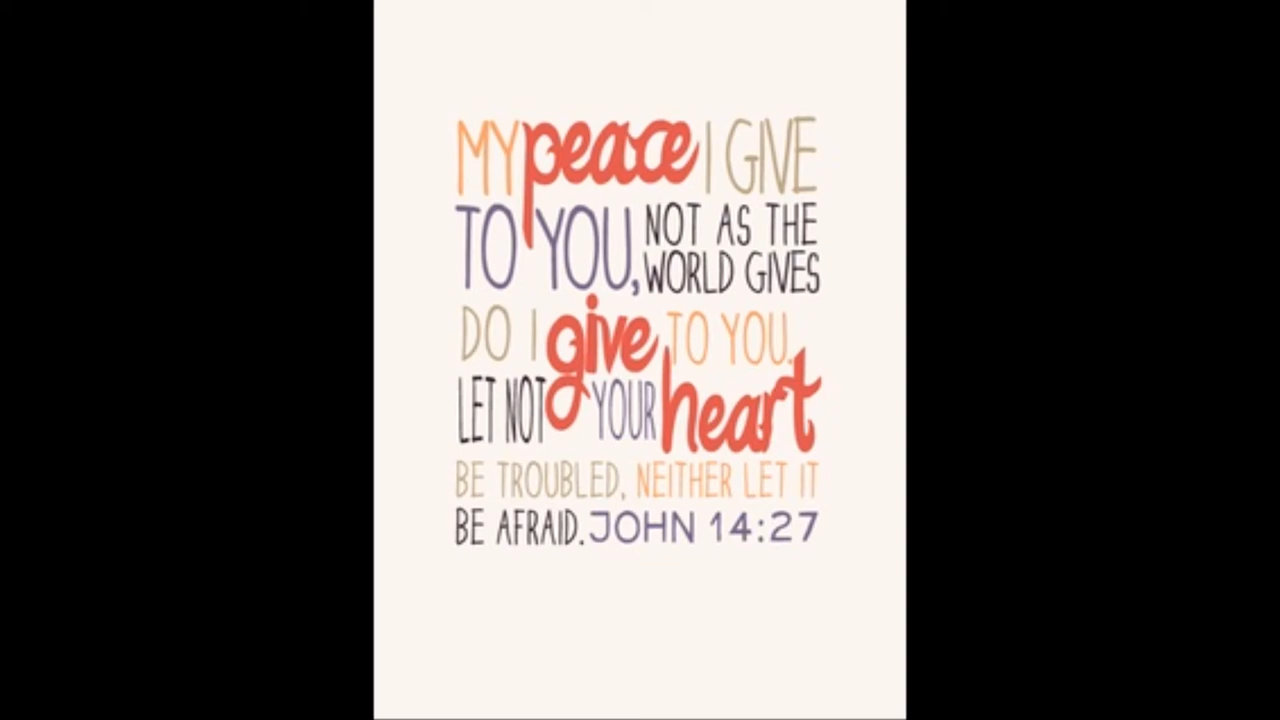 MY peace I GIVE
TO YOU, NOT AS THE
WORLD GIVES
DO I give TO YOU.
LET NOT YOUR heart
BE TROUBLED, NEITHER LET IT
BE AFRAID. JOHN 14:27